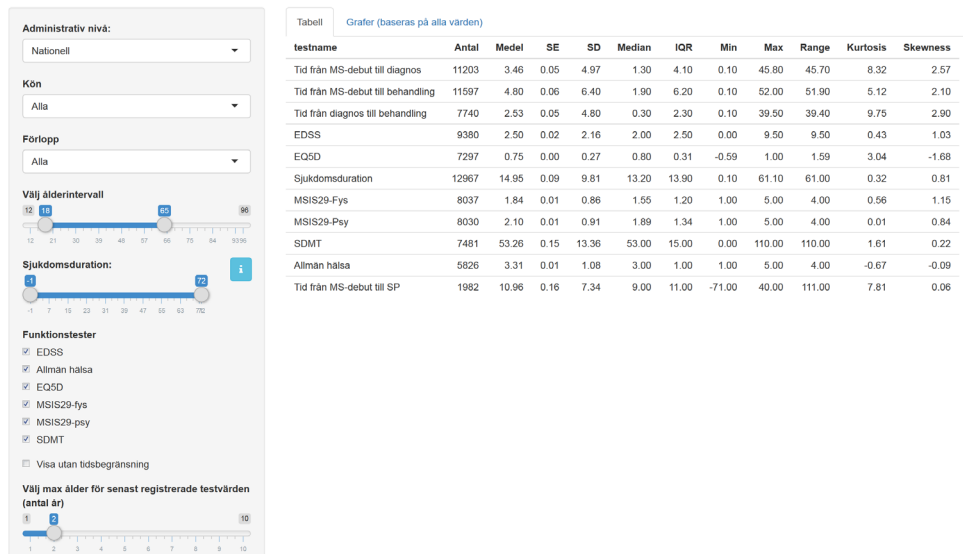 Administrativ nivå:
Nationell
Kön
Alla
Förlopp
Alla
Välj ålderintervall
12 18 65 96
12 21 30 39 48 57 66 75 84 9396
Sjukdomsduration:
i
-1 72
-1 7 15 23 31 39 47 55 63 7172
Funktionstester
EDSS
Allmän hälsa
EQ5D
MSIS29-fys
MSIS29-psy
SDMT
Visa utan tidsbegränsning
Välj max ålder för senast registrerade testvärden
(antal år)
1 2 10
1 2 3 4 5 6 7 8 9 10
Tabell Grafer (baseras på alla värden)
testname Antal Medel SE SD Median IQR Min Max Range Kurtosis Skewness
Tid från MS-debut till diagnos 11203 3.46 0.05 4.97 1.30 4.10 0.10 45.80 45.70 8.32 2.57
Tid från MS-debut till behandling 11597 4.80 0.06 6.40 1.90 6.20 0.10 52.00 51.90 5.12 2.10
Tid från diagnos till behandling 7740 2.53 0.05 4.80 0.30 2.30 0.10 39.50 39.40 9.75 2.90
EDSS 9380 2.50 0.02 2.16 2.00 2.50 0.00 9.50 9.50 0.43 1.03
EQ5D 7297 0.75 0.00 0.27 0.80 0.31 -0.59 1.00 1.59 3.04 -1.68
Sjukdomsduration 12967 14.95 0.09 9.81 13.20 13.90 0.10 61.10 61.00 0.32 0.81
MSIS29-Fys 8037 1.84 0.01 0.86 1.55 1.20 1.00 5.00 4.00 0.56 1.15
MSIS29-Psy 8030 2.10 0.01 0.91 1.89 1.34 1.00 5.00 4.00 0.01 0.84
SDMT 7481 53.26 0.15 13.36 53.00 15.00 0.00 110.00 110.00 1.61 0.22
Allmän hälsa 5826 3.31 0.01 1.08 3.00 1.00 1.00 5.00 4.00 -0.67 -0.09
Tid från MS-debut till SP 1982 10.96 0.16 7.34 9.00 11.00 -71.00 40.00 111.00 7.81 0.06